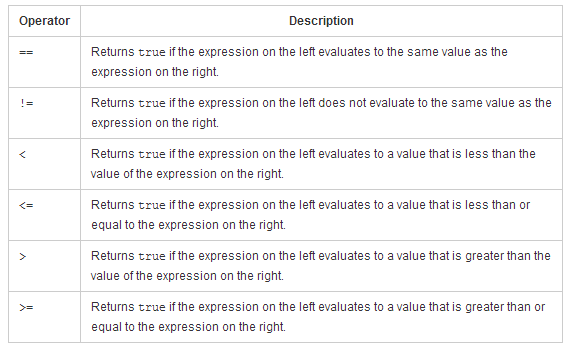 Operator Description
== Returns true if the expression on the left evaluates to the same value as the
expression on the right.
!= Returns true if the expression on the left does not evaluate to the same value as the
expression on the right.
< Returns true if the expression on the left evaluates to a value that is less than the
value of the expression on the right.
<= Returns true if the expression on the left evaluates to a value that is less than or
equal to the expression on the right.
> Returns true if the expression on the left evaluates to a value that is greater than the
value of the expression on the right.
>= Returns true if the expression on the left evaluates to a value that is greater than or
equal to the expression on the right.